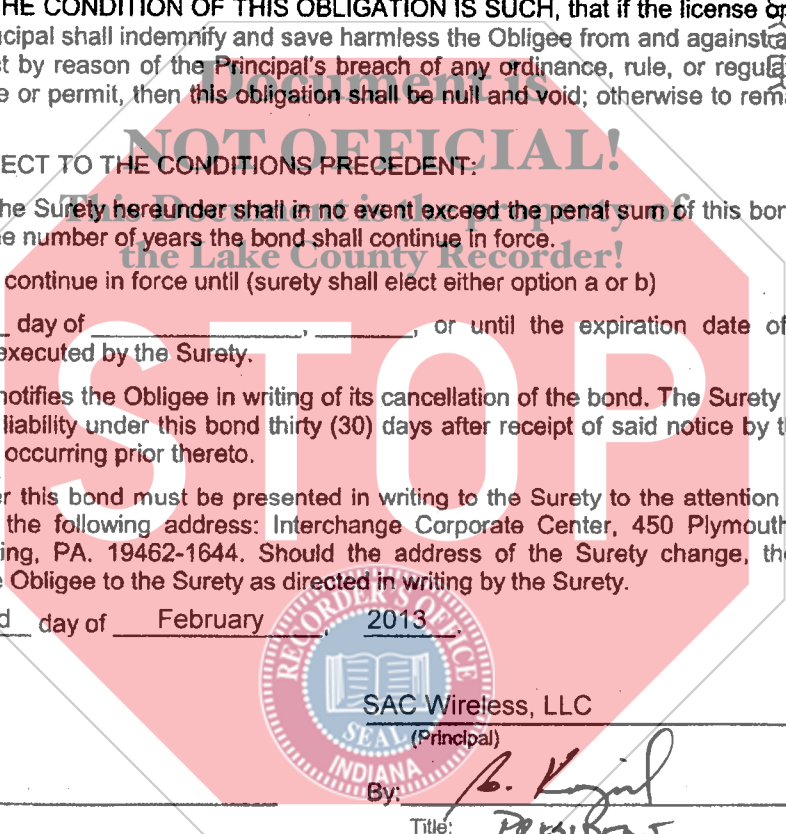 THE CONDITION OF THIS OBLIGATION IS SUCH, that if the license or
ncipal shall indemnify and save harmless the Obligee from and against
t by reason of the Principal's breach of any ordinance, rule, or regul
e or permit, then this obligation shall be null and void; otherwise to rem
Document is
NOT OFFICIAL!
ECT TO THE CONDITIONS PRECEDENT:
This Document is the property of
he Surety hereunder shall in no event exceed the penal sum of this bon
e number of years the bond shall continue in force.
the Lake County Recorder!
continue in force until (surety shall elect either option a or b)
day of , , or until the expiration date of
executed by the Surety.
notifies the Obligee in writing of its cancellation of the bond. The Surety
liability under this bond thirty (30) days after receipt of said notice by t
occurring prior thereto.
r this bond must be presented in writing to the Surety to the attention
the following address: Interchange Corporate Center, 450 Plymouth
ing, PA. 19462-1644. Should the address of the Surety change, th
e Obligee to the Surety as directed in writing by the Surety.
STOP
d day of February, 2013.
RECORDER'S OFFICE
SEAL
INDIANA
SAC Wireless, LLC
(Principal)
By:
Title: President